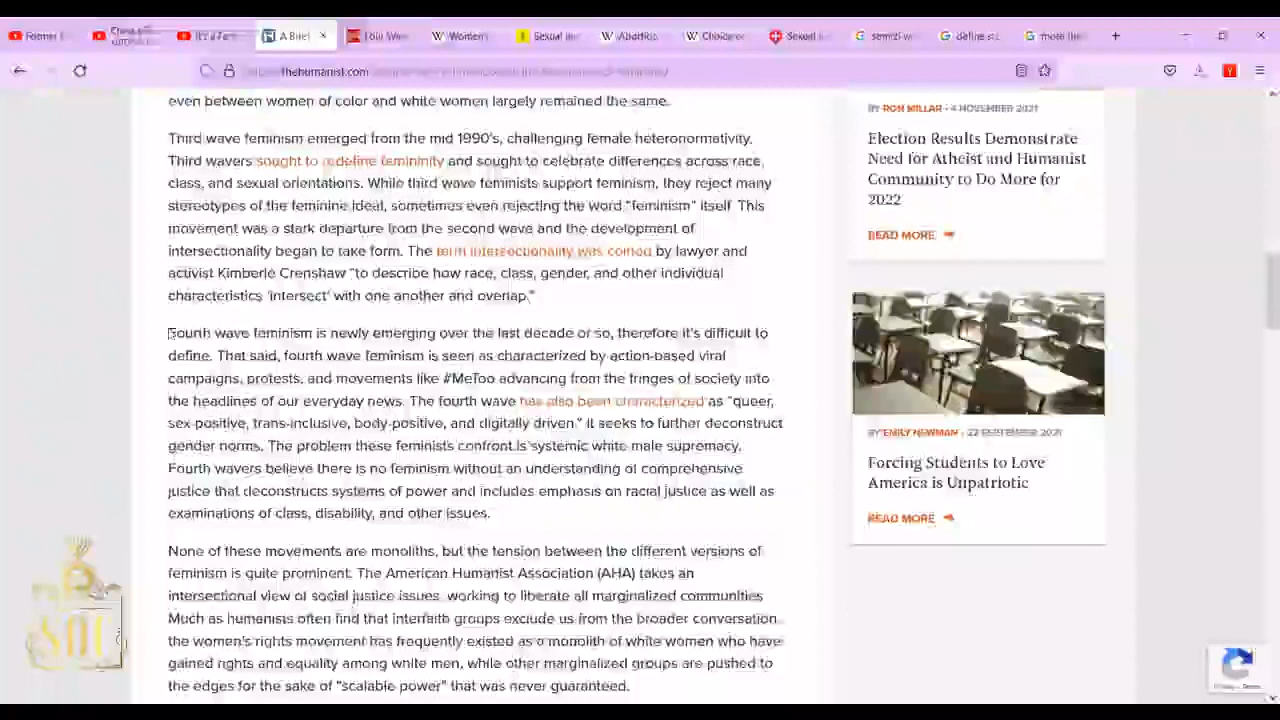 A Brief
Women's
Sexual
thehumanist.com
even between women of color and white women largely remained the same.
Third wave feminism emerged from the mid 1990's, challenging female heteronormativity.
Third wavers sought to redefine femininity and sought to celebrate differences across race,
class, and sexual orientations. While third wave feminists support feminism, they reject many
stereotypes of the feminine ideal, sometimes even rejecting the word "feminism" itself. This
movement was a stark departure from the second wave and the development of
intersectionality began to take form. The term intersectionality was coined by lawyer and
activist Kimberlé Crenshaw "to describe how race, class, gender, and other individual
characteristics 'intersect' with one another and overlap."
Fourth wave feminism is newly emerging over the last decade or so, therefore it's difficult to
define. That said, fourth wave feminism is seen as characterized by action-based viral
campaigns, protests, and movements like #MeToo advancing from the fringes of society into
the headlines of our everyday news. The fourth wave has also been characterized as "queer,
sex-positive, trans-inclusive, body-positive, and digitally driven." It seeks to further deconstruct
gender norms. The problem these feminists confront is systemic white male supremacy.
Fourth wavers believe there is no feminism without an understanding of comprehensive
justice that deconstructs systems of power and includes emphasis on racial justice as well as
examinations of class, disability, and other issues.
None of these movements are monoliths, but the tension between the different versions of
feminism is quite prominent. The American Humanist Association (AHA) takes an
intersectional view of social justice issues, working to liberate all marginalized communities.
Much as humanists often find that interfaith groups exclude us from the broader conversation,
the women's rights movement has frequently existed as a monolith of white women who have
gained rights and equality among white men, while other marginalized groups are pushed to
the edges for the sake of "scalable power" that was never guaranteed.
BY RON MILLAR • 4 NOVEMBER 2021
Election Results Demonstrate
Need for Atheist and Humanist
Community to Do More for
2022
READ MORE
BY EMILY NEWMAN • 22 SEPTEMBER 2021
Forcing Students to Love
America is Unpatriotic
READ MORE